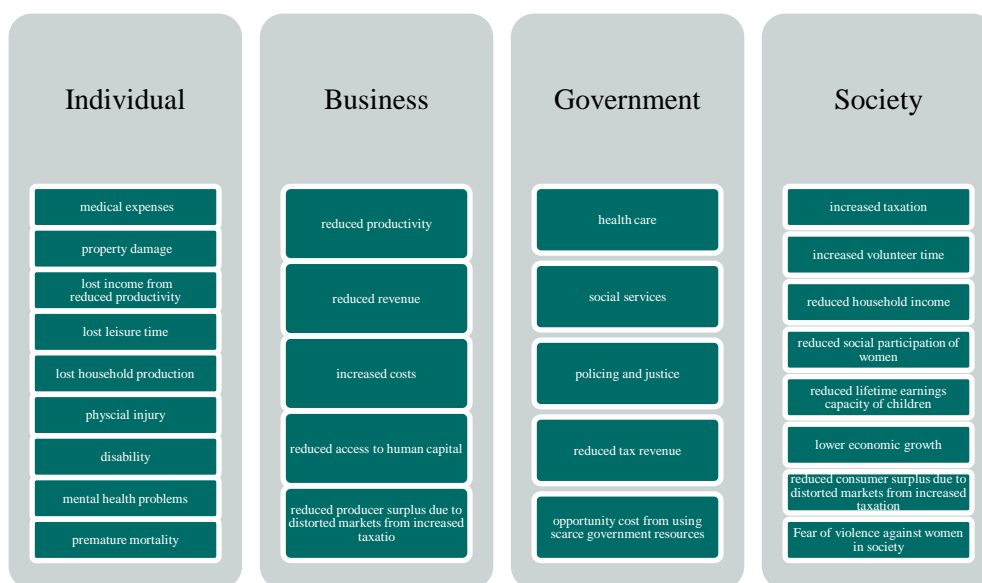 Individual
medical expenses
property damage
lost income from
reduced productivity
lost leisure time
lost household production
physcial injury
disability
mental health problems
premature mortality
Business
reduced productivity
reduced revenue
increased costs
reduced access to human capital
reduced producer surplus due to
distorted markets from increased
taxatio
Government
health care
social services
policing and justice
reduced tax revenue
opportunity cost from using
scarce government resources
Society
increased taxation
increased volunteer time
reduced household income
reduced social participation of
women
reduced lifetime earnings
capacity of children
lower economic growth
reduced consumer surplus due to
distorted markets from increased
taxation
Fear of violence against women
in society